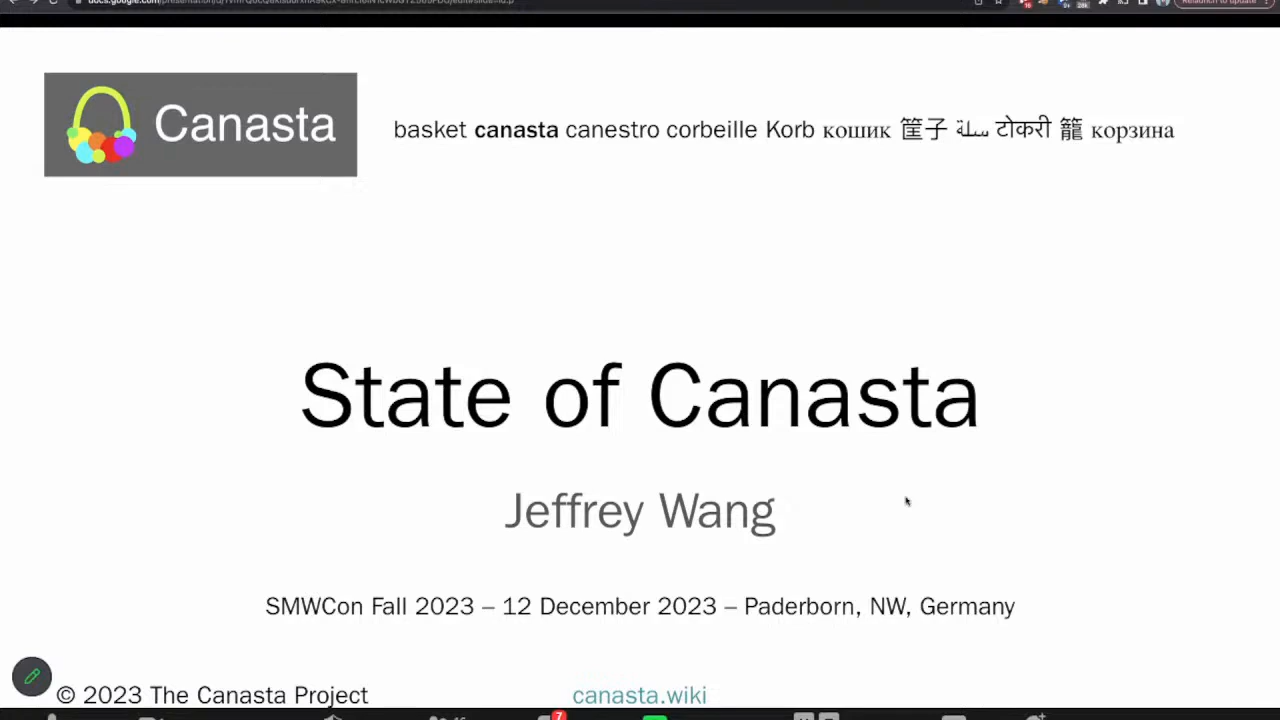 Canasta
basket canasta canestro corbeille Korb кошик 筐子 سلة टोकरी 籠 корзина
State of Canasta
Jeffrey Wang
SMWCon Fall 2023 – 12 December 2023 – Paderborn, NW, Germany
© 2023 The Canasta Project
canasta.wiki
7